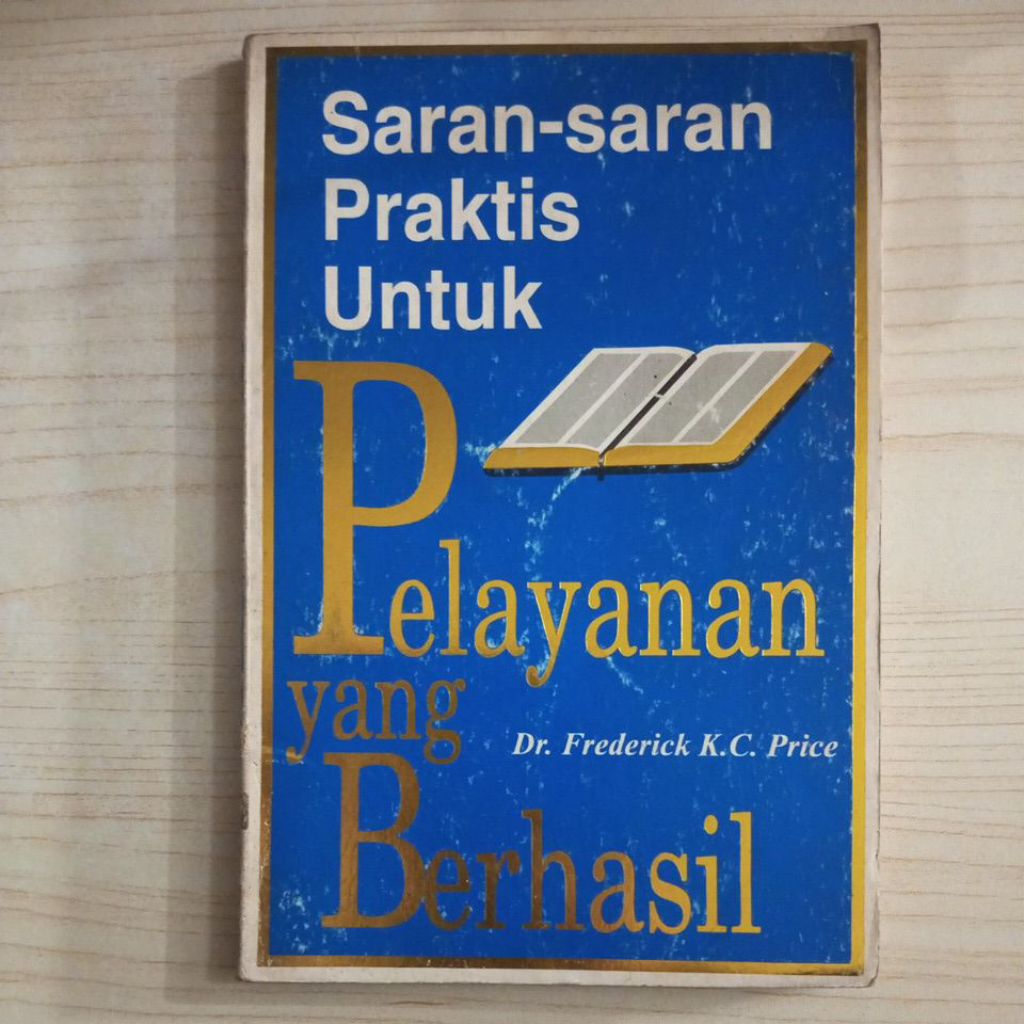 Saran-saran
Praktis
Untuk
Pelayanan
yang
Dr. Frederick K.C. Price
Berhasil